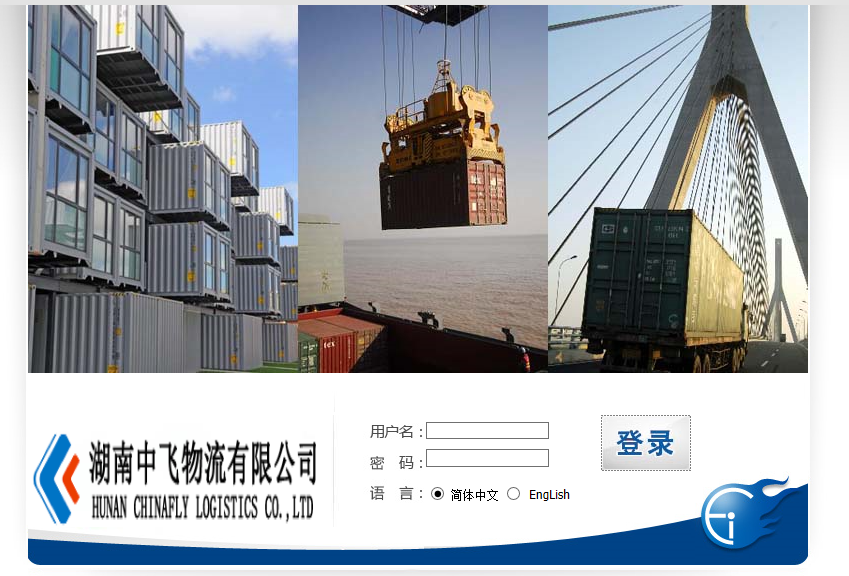 tex
湖南中飞物流有限公司
HUNAN CHINAFLY LOGISTICS CO.,LTD
用户名：
密 码：
语 言： 简体中文 EngLish
登录